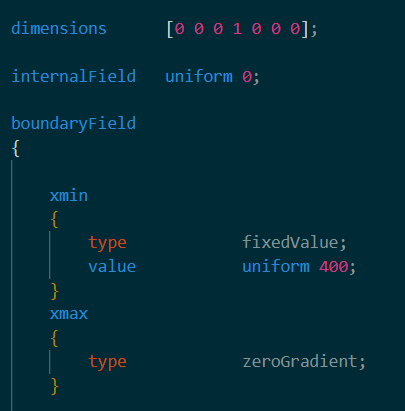 dimensions [0 0 0 1 0 0 0];
internalField uniform 0;
boundaryField
{
xmin
{
type fixedValue;
value uniform 400;
}
xmax
{
type zeroGradient;
}